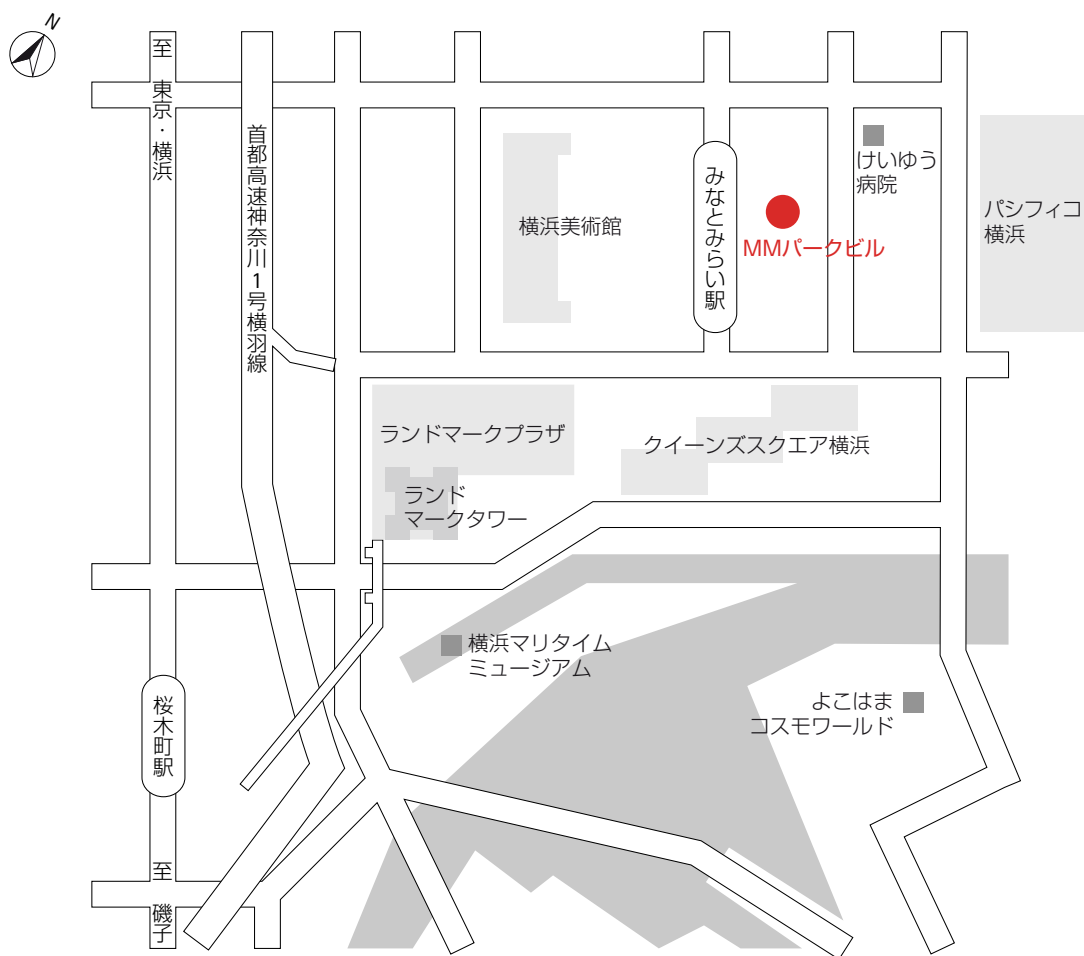 N
至 東京・横浜
首都高速神奈川1号横羽線
横浜美術館
みなとみらい駅
けいゆう
病院
MMパークビル
パシフィコ
横浜
ランドマークプラザ
クイーンズスクエア横浜
ランド
マークタワー
横浜マリタイム
ミュージアム
よこはま
コスモワールド
桜木町駅
至 磯子